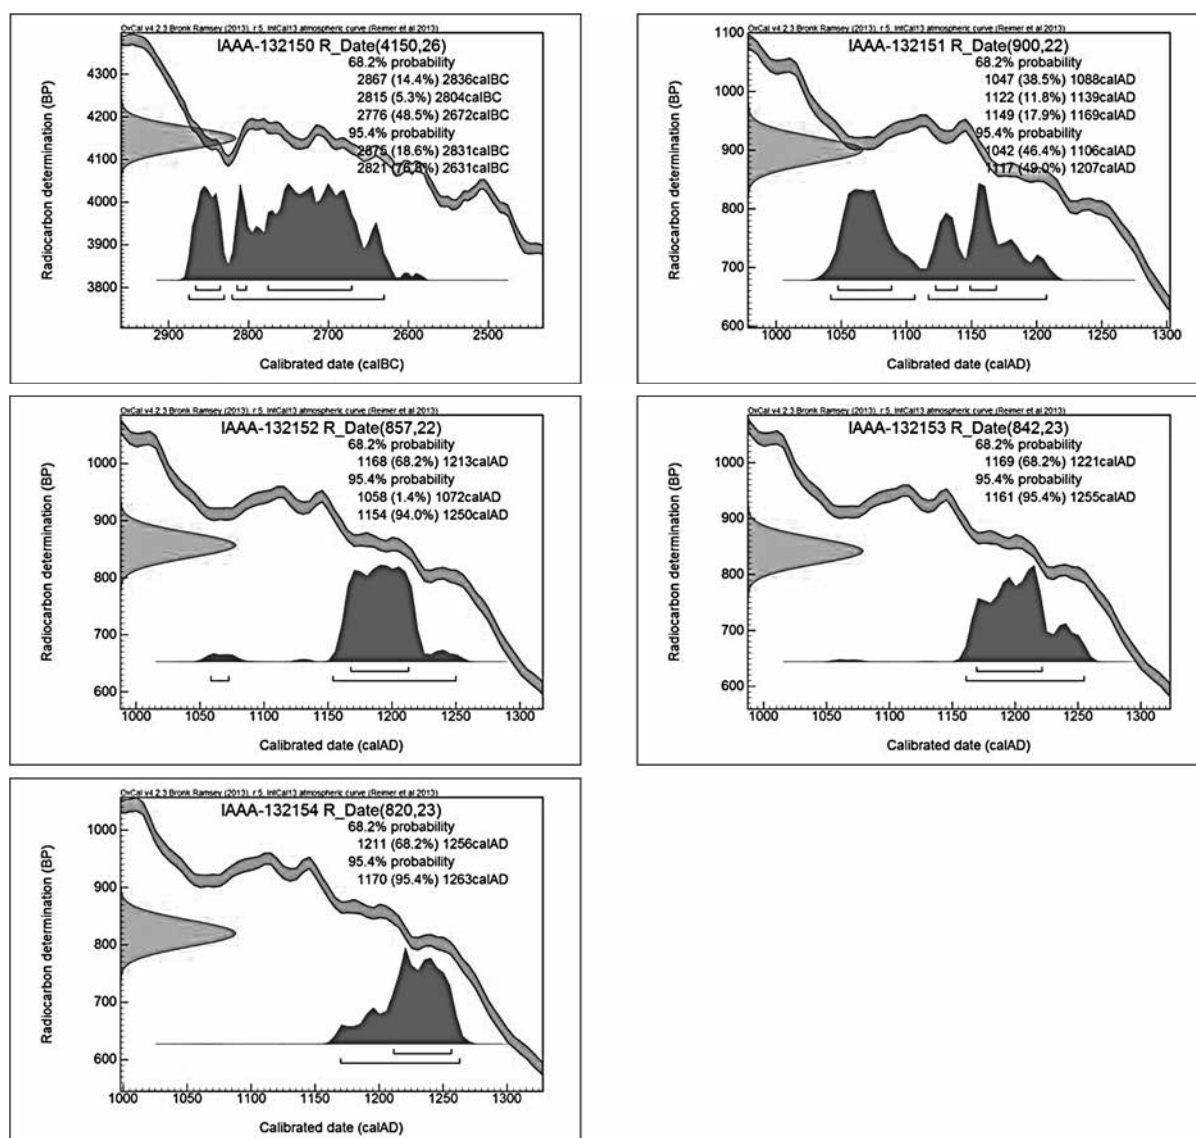 OxCal v4.2.3 Bronk Ramsey (2013), r:5 IntCal13 atmospheric curve (Reimer et al 2013)
IAAA-132150 R_Date(4150,26)
68.2% probability
2867 (14.4%) 2836calBC
2815 (5.3%) 2804calBC
2776 (48.5%) 2672calBC
95.4% probability
2875 (18.6%) 2831calBC
2821 (76.8%) 2631calBC
Radiocarbon determination (BP)
4300
4200
4100
4000
3900
3800
2900 2800 2700 2600 2500
Calibrated date (calBC)
OxCal v4.2.3 Bronk Ramsey (2013), r:5 IntCal13 atmospheric curve (Reimer et al 2013)
IAAA-132151 R_Date(900,22)
68.2% probability
1047 (38.5%) 1088calAD
1122 (11.8%) 1139calAD
1149 (17.9%) 1169calAD
95.4% probability
1042 (46.4%) 1106calAD
1117 (49.0%) 1207calAD
Radiocarbon determination (BP)
1100
1000
900
800
700
600
1000 1050 1100 1150 1200 1250 1300
Calibrated date (calAD)
OxCal v4.2.3 Bronk Ramsey (2013), r:5 IntCal13 atmospheric curve (Reimer et al 2013)
IAAA-132152 R_Date(857,22)
68.2% probability
1168 (68.2%) 1213calAD
95.4% probability
1058 (1.4%) 1072calAD
1154 (94.0%) 1250calAD
Radiocarbon determination (BP)
1000
900
800
700
600
1000 1050 1100 1150 1200 1250 1300
Calibrated date (calAD)
OxCal v4.2.3 Bronk Ramsey (2013), r:5 IntCal13 atmospheric curve (Reimer et al 2013)
IAAA-132153 R_Date(842,23)
68.2% probability
1169 (68.2%) 1221calAD
95.4% probability
1161 (95.4%) 1255calAD
Radiocarbon determination (BP)
1000
900
800
700
600
1000 1050 1100 1150 1200 1250 1300
Calibrated date (calAD)
OxCal v4.2.3 Bronk Ramsey (2013), r:5 IntCal13 atmospheric curve (Reimer et al 2013)
IAAA-132154 R_Date(820,23)
68.2% probability
1211 (68.2%) 1256calAD
95.4% probability
1170 (95.4%) 1263calAD
Radiocarbon determination (BP)
1000
900
800
700
600
1000 1050 1100 1150 1200 1250 1300
Calibrated date (calAD)